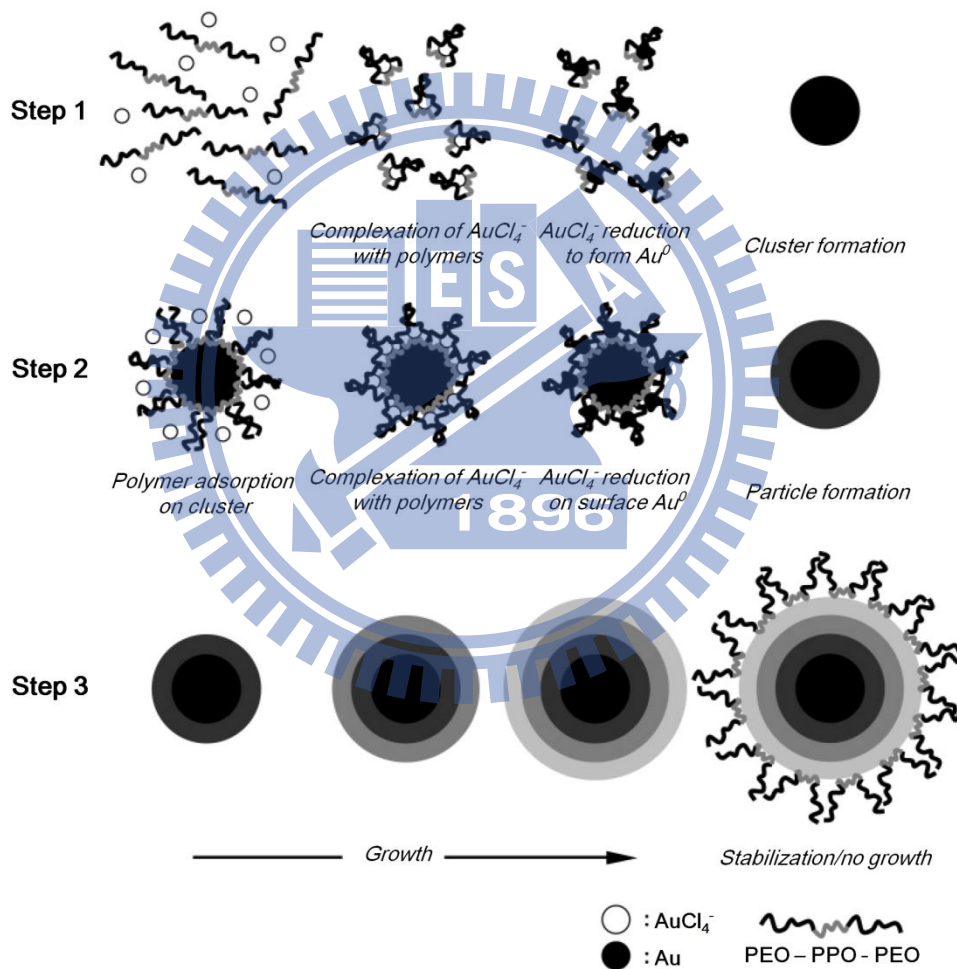 Step 1
Complexation of AuCl₄⁻
with polymers
AuCl₄⁻ reduction
to form Au⁰
Cluster formation
ESA
Step 2
Polymer adsorption
on cluster
Complexation of AuCl₄⁻
with polymers
AuCl₄⁻ reduction
on surface Au⁰
Particle formation
1896
Step 3
Growth
Stabilization/no growth
: AuCl₄⁻
: Au
PEO – PPO - PEO